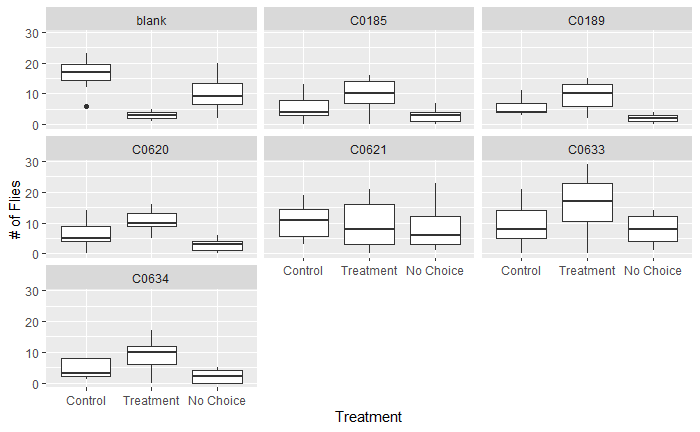 blank C0185 C0189
30
20
10
0
C0620 C0621 C0633
30
20
10
0
Control Treatment No Choice Control Treatment No Choice
C0634
30
20
10
0
Control Treatment No Choice
# of Flies
Treatment